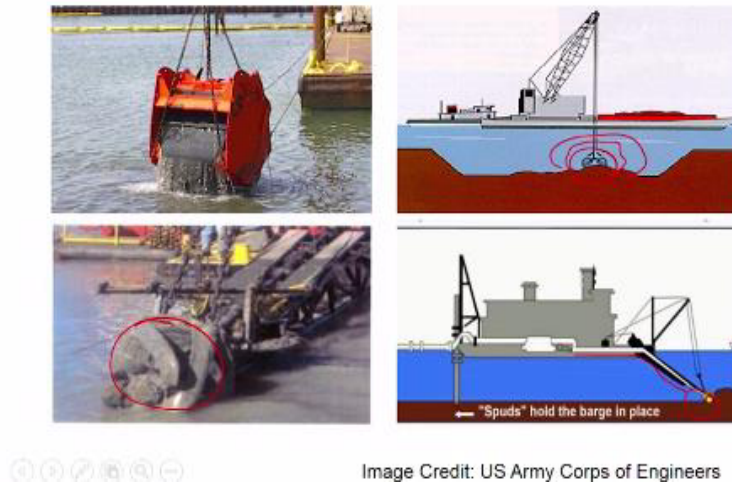 "Spuds" hold the barge in place
Image Credit: US Army Corps of Engineers